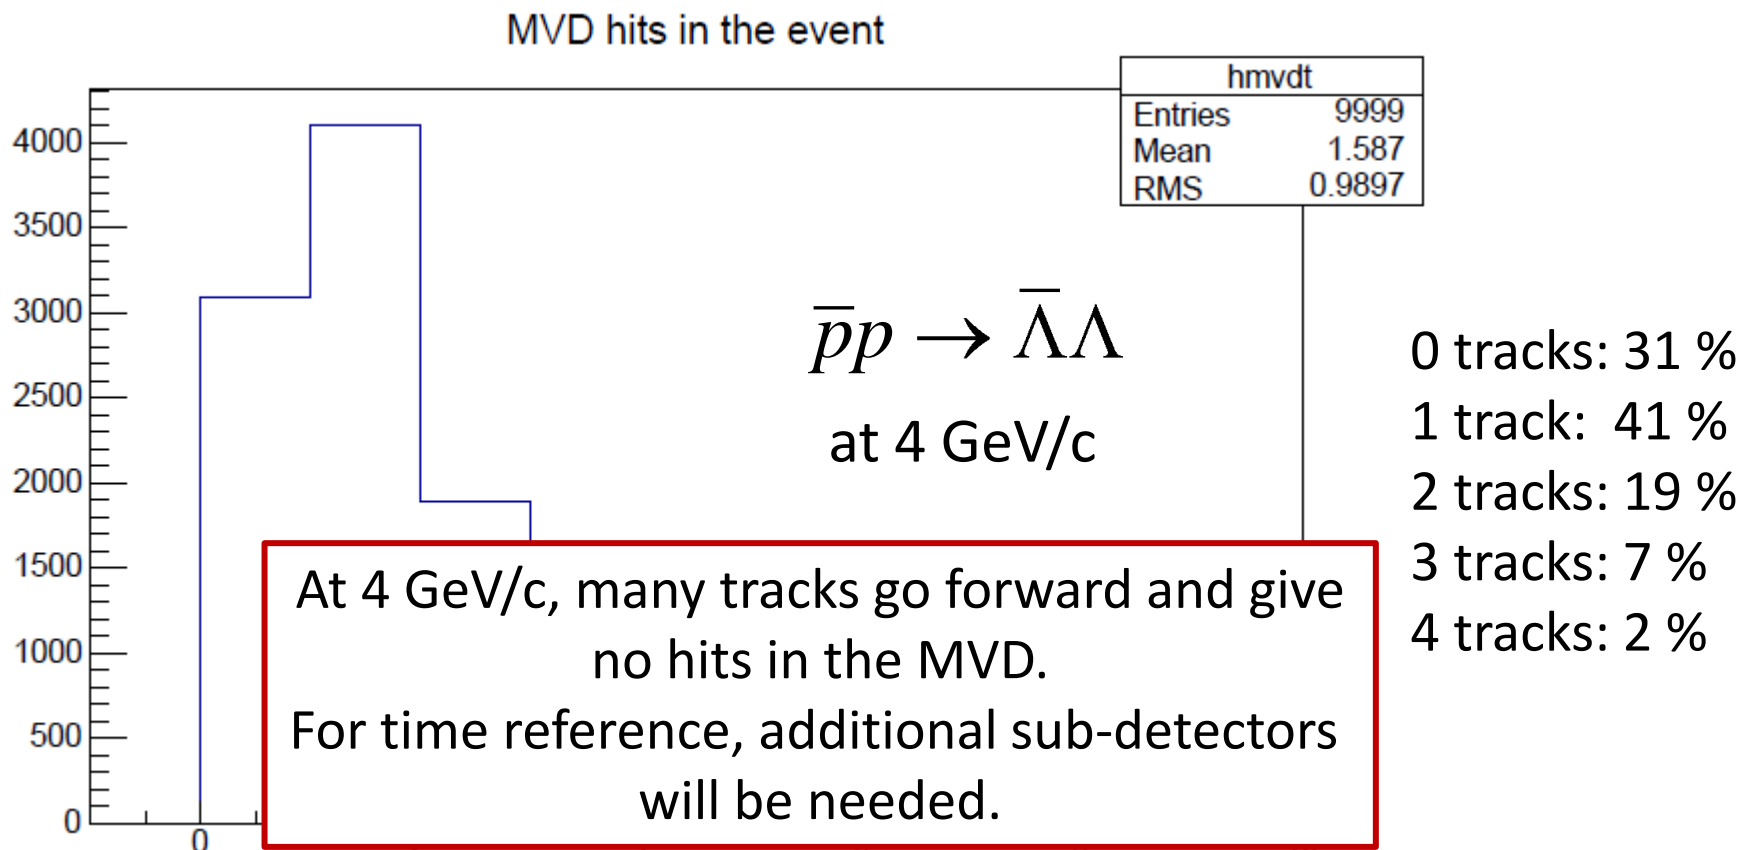 MVD hits in the event
hmvdt
Entries 9999
Mean 1.587
RMS 0.9897
4000
3500
3000
2500
2000
1500
1000
500
0
0
p̅p → Λ̅Λ
at 4 GeV/c
0 tracks: 31 %
1 track: 41 %
2 tracks: 19 %
3 tracks: 7 %
4 tracks: 2 %
At 4 GeV/c, many tracks go forward and give
no hits in the MVD.
For time reference, additional sub-detectors
will be needed.